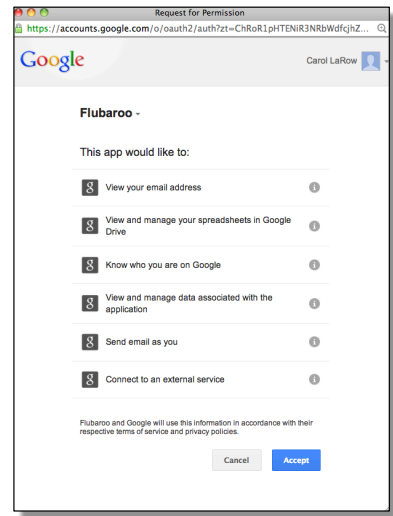 Request for Permission
https://accounts.google.com/o/oauth2/auth?zt=ChRoR1pHTENiR3NRbWdfcjhZ...
Google
Carol LaRow
Flubaroo
This app would like to:
View your email address
View and manage your spreadsheets in Google
Drive
Know who you are on Google
View and manage data associated with the
application
Send email as you
Connect to an external service
Flubaroo and Google will use this information in accordance with their
respective terms of service and privacy policies.
Cancel
Accept